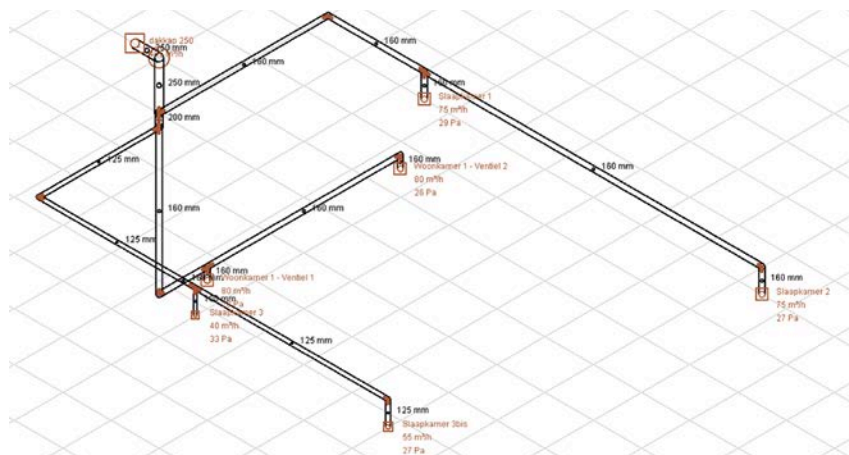 dakkap 250
250 mm
250 mm
200 mm
160 mm
160 mm
160 mm
Slaapkamer 1
75 m³/h
29 Pa
160 mm
125 mm
160 mm
Woonkamer 1 - Ventiel 2
80 m³/h
26 Pa
160 mm
160 mm
125 mm
160 mm
Woonkamer 1 - Ventiel 1
80 m³/h
Slaapkamer 3
40 m³/h
33 Pa
160 mm
Slaapkamer 2
75 m³/h
27 Pa
125 mm
125 mm
Slaapkamer 3bis
55 m³/h
27 Pa